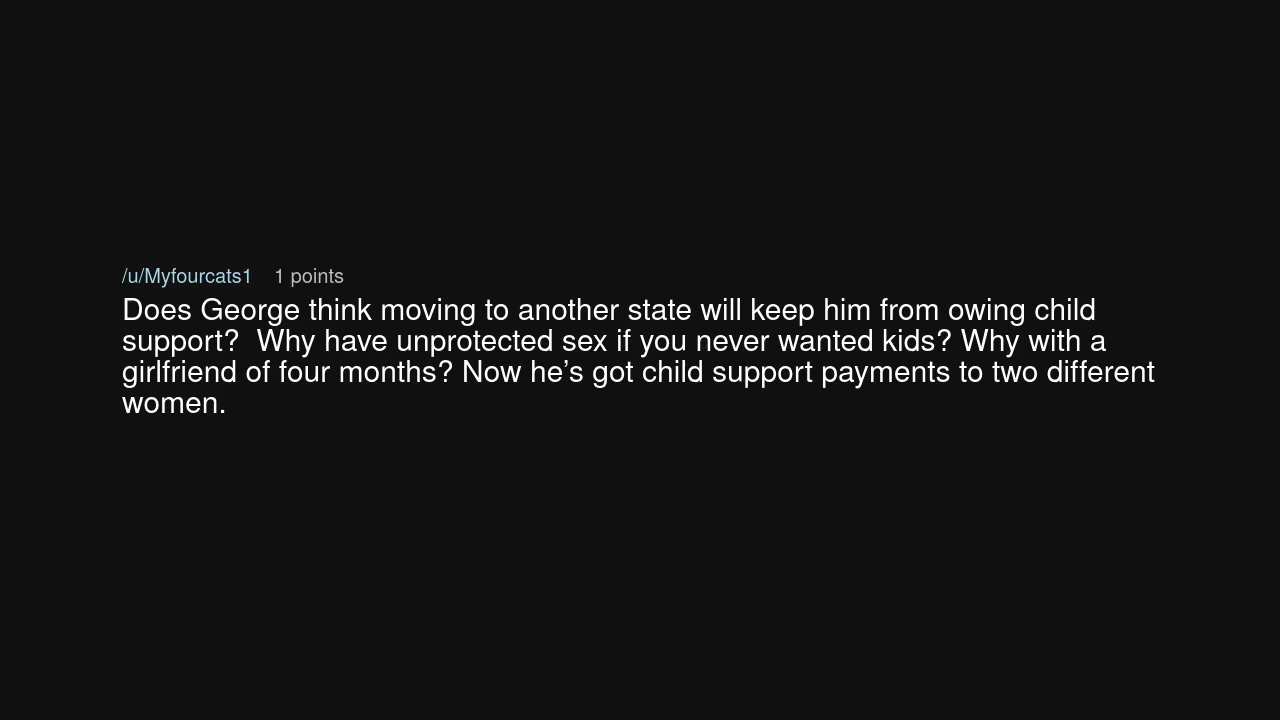 /u/Myfourcats1 1 points
Does George think moving to another state will keep him from owing child
support?  Why have unprotected sex if you never wanted kids? Why with a
girlfriend of four months? Now he’s got child support payments to two different
women.